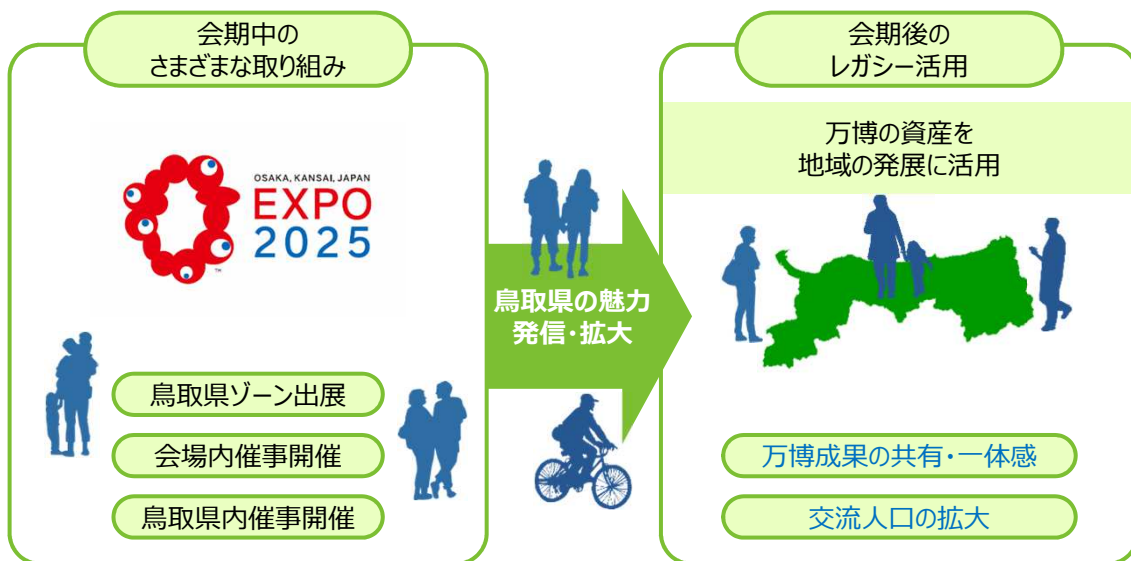 会期中の
さまざまな取り組み
OSAKA, KANSAI, JAPAN
EXPO
2025
TM
鳥取県ゾーン出展
会場内催事開催
鳥取県内催事開催
鳥取県の魅力
発信・拡大
会期後の
レガシー活用
万博の資産を
地域の発展に活用
万博成果の共有・一体感
交流人口の拡大